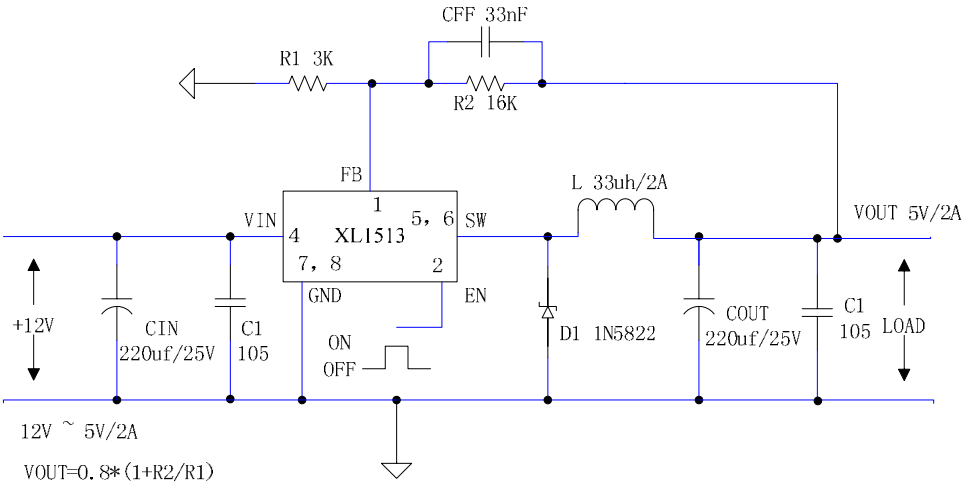 CFF 33nF
R1 3K
R2 16K
FB
L 33uh/2A
1
VIN
5, 6
SW
VOUT 5V/2A
4
XL1513
7, 8
2
GND
EN
+12V
CIN
220uf/25V
C1
105
ON
OFF
D1 1N5822
COUT
220uf/25V
C1
105
LOAD
12V ~ 5V/2A
VOUT=0.8*(1+R2/R1)